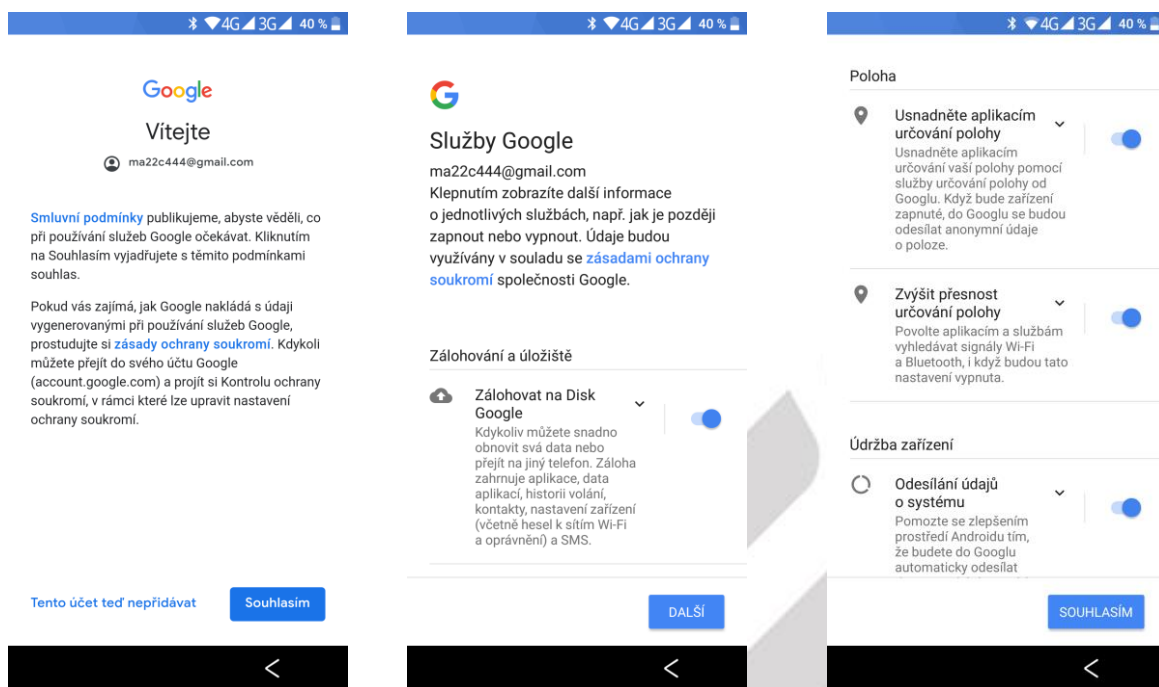 4G 3G 40 %
Google
Vítejte
ma22c444@gmail.com
Smluvní podmínky publikujeme, abyste věděli, co
při používání služeb Google očekávat. Kliknutím
na Souhlasím vyjadřujete s těmito podmínkami
souhlas.
Pokud vás zajímá, jak Google nakládá s údaji
vygenerovanými při používání služeb Google,
prostudujte si zásady ochrany soukromí. Kdykoli
můžete přejít do svého účtu Google
(account.google.com) a projít si Kontrolu ochrany
soukromí, v rámci které lze upravit nastavení
ochrany soukromí.
Tento účet teď nepřidávat
Souhlasím
4G 3G 40 %
G
Služby Google
ma22c444@gmail.com
Klepnutím zobrazíte další informace
o jednotlivých službách, např. jak je později
zapnout nebo vypnout. Údaje budou
využívány v souladu se zásadami ochrany
soukromí společnosti Google.
Zálohování a úložiště
Zálohovat na Disk
Google
Kdykoliv můžete snadno
obnovit svá data nebo
přejít na jiný telefon. Záloha
zahrnuje aplikace, data
aplikací, historii volání,
kontakty, nastavení zařízení
(včetně hesel k sítím Wi-Fi
a oprávnění) a SMS.
DALŠÍ
4G 3G 40 %
Poloha
Usnadněte aplikacím
určování polohy
Usnadněte aplikacím
určování vaší polohy pomocí
služby určování polohy od
Googlu. Když bude zařízení
zapnuté, do Googlu se budou
odesílat anonymní údaje
o poloze.
Zvýšit přesnost
určování polohy
Povolte aplikacím a službám
vyhledávat signály Wi-Fi
a Bluetooth, i když budou tato
nastavení vypnuta.
Údržba zařízení
Odesílání údajů
o systému
Pomozte se zlepšením
prostředí Androidu tím,
že budete do Googlu
automaticky odesílat
SOUHLASÍM